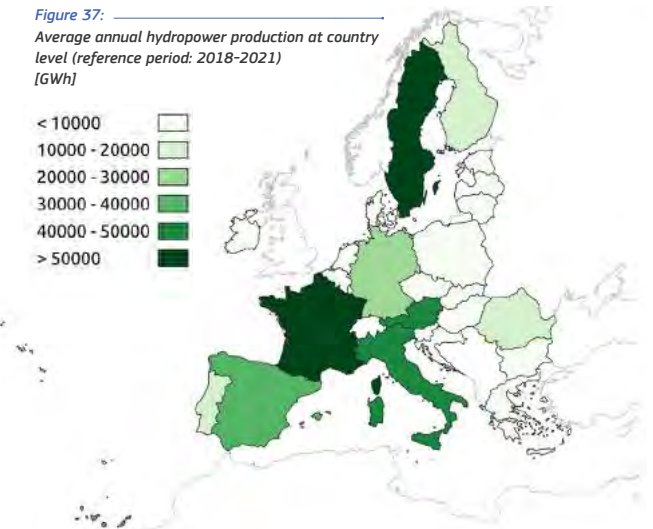 Figure 37:
Average annual hydropower production at country
level (reference period: 2018-2021)
[GWh]
< 10000
10000 - 20000
20000 - 30000
30000 - 40000
40000 - 50000
> 50000